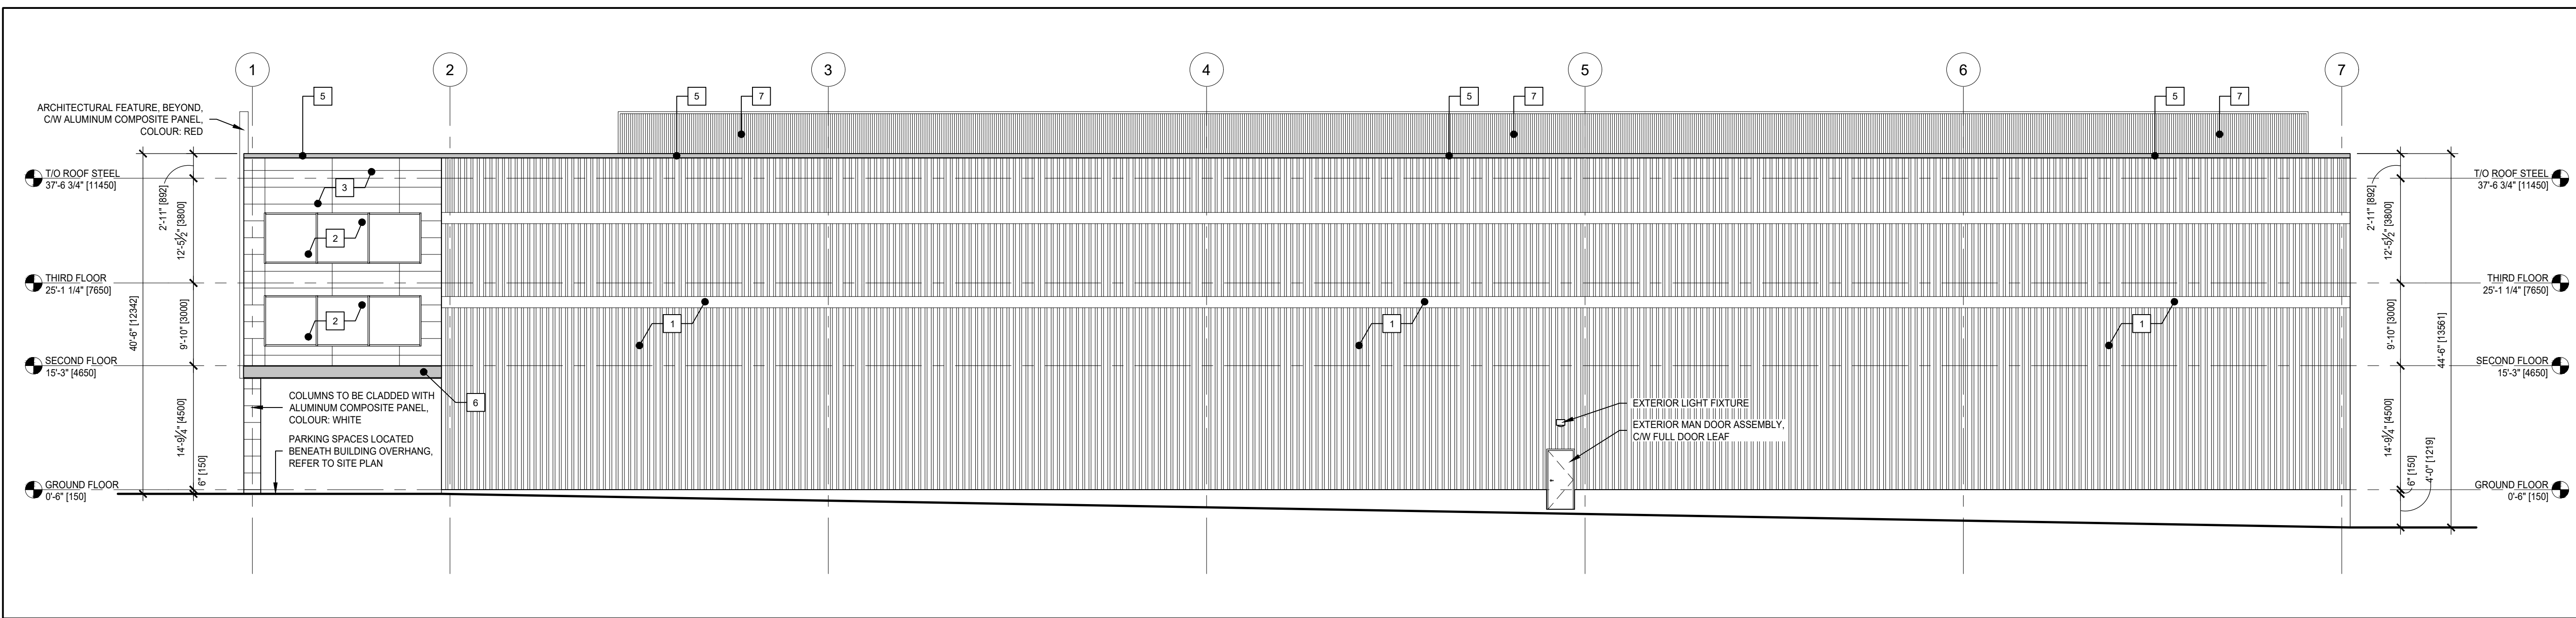 1
2
3
4
5
6
7
5
5
7
5
7
5
7
ARCHITECTURAL FEATURE, BEYOND,
C/W ALUMINUM COMPOSITE PANEL,
COLOUR: RED
T/O ROOF STEEL
37'-6 3/4" [11450]
THIRD FLOOR
25'-1 1/4" [7650]
SECOND FLOOR
15'-3" [4650]
GROUND FLOOR
0'-6" [150]
40'-6" [12342]
2'-11" [892]
12'-5½" [3800]
9'-10" [3000]
14'-9¼" [4500]
6" [150]
3
2
2
6
1
1
1
COLUMNS TO BE CLADDED WITH
ALUMINUM COMPOSITE PANEL,
COLOUR: WHITE
PARKING SPACES LOCATED
BENEATH BUILDING OVERHANG,
REFER TO SITE PLAN
EXTERIOR LIGHT FIXTURE
EXTERIOR MAN DOOR ASSEMBLY,
C/W FULL DOOR LEAF
2'-11" [892]
12'-5½" [3800]
9'-10" [3000]
14'-9¼" [4500]
6" [150]
4'-0" [1219]
44'-6" [13561]
T/O ROOF STEEL
37'-6 3/4" [11450]
THIRD FLOOR
25'-1 1/4" [7650]
SECOND FLOOR
15'-3" [4650]
GROUND FLOOR
0'-6" [150]